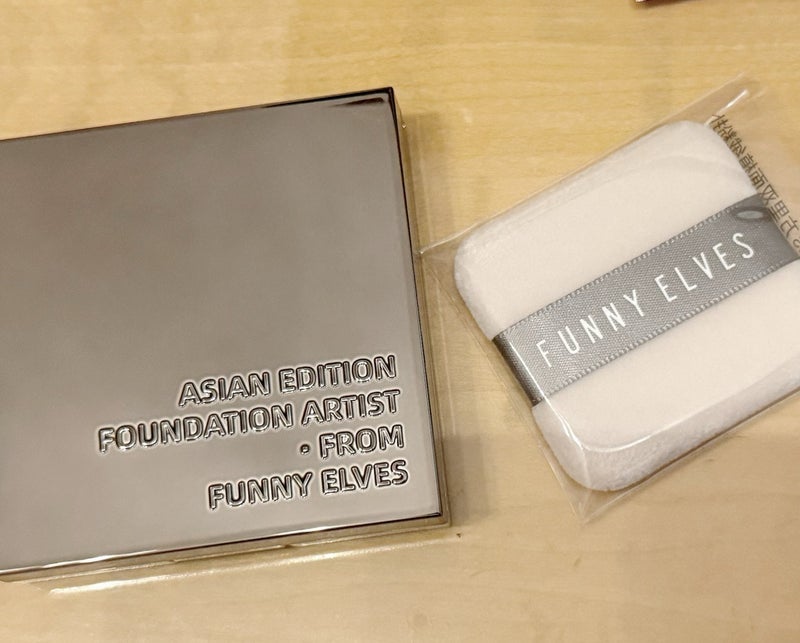 ASIAN EDITION
FOUNDATION ARTIST
• FROM
FUNNY ELVES
FUNNY ELVES